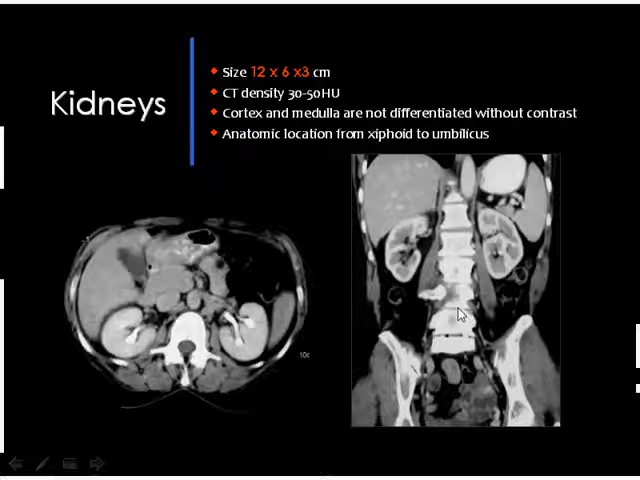 Kidneys
Size 12 x 6 x3 cm
CT density 30-50HU
Cortex and medulla are not differentiated without contrast
Anatomic location from xiphoid to umbilicus